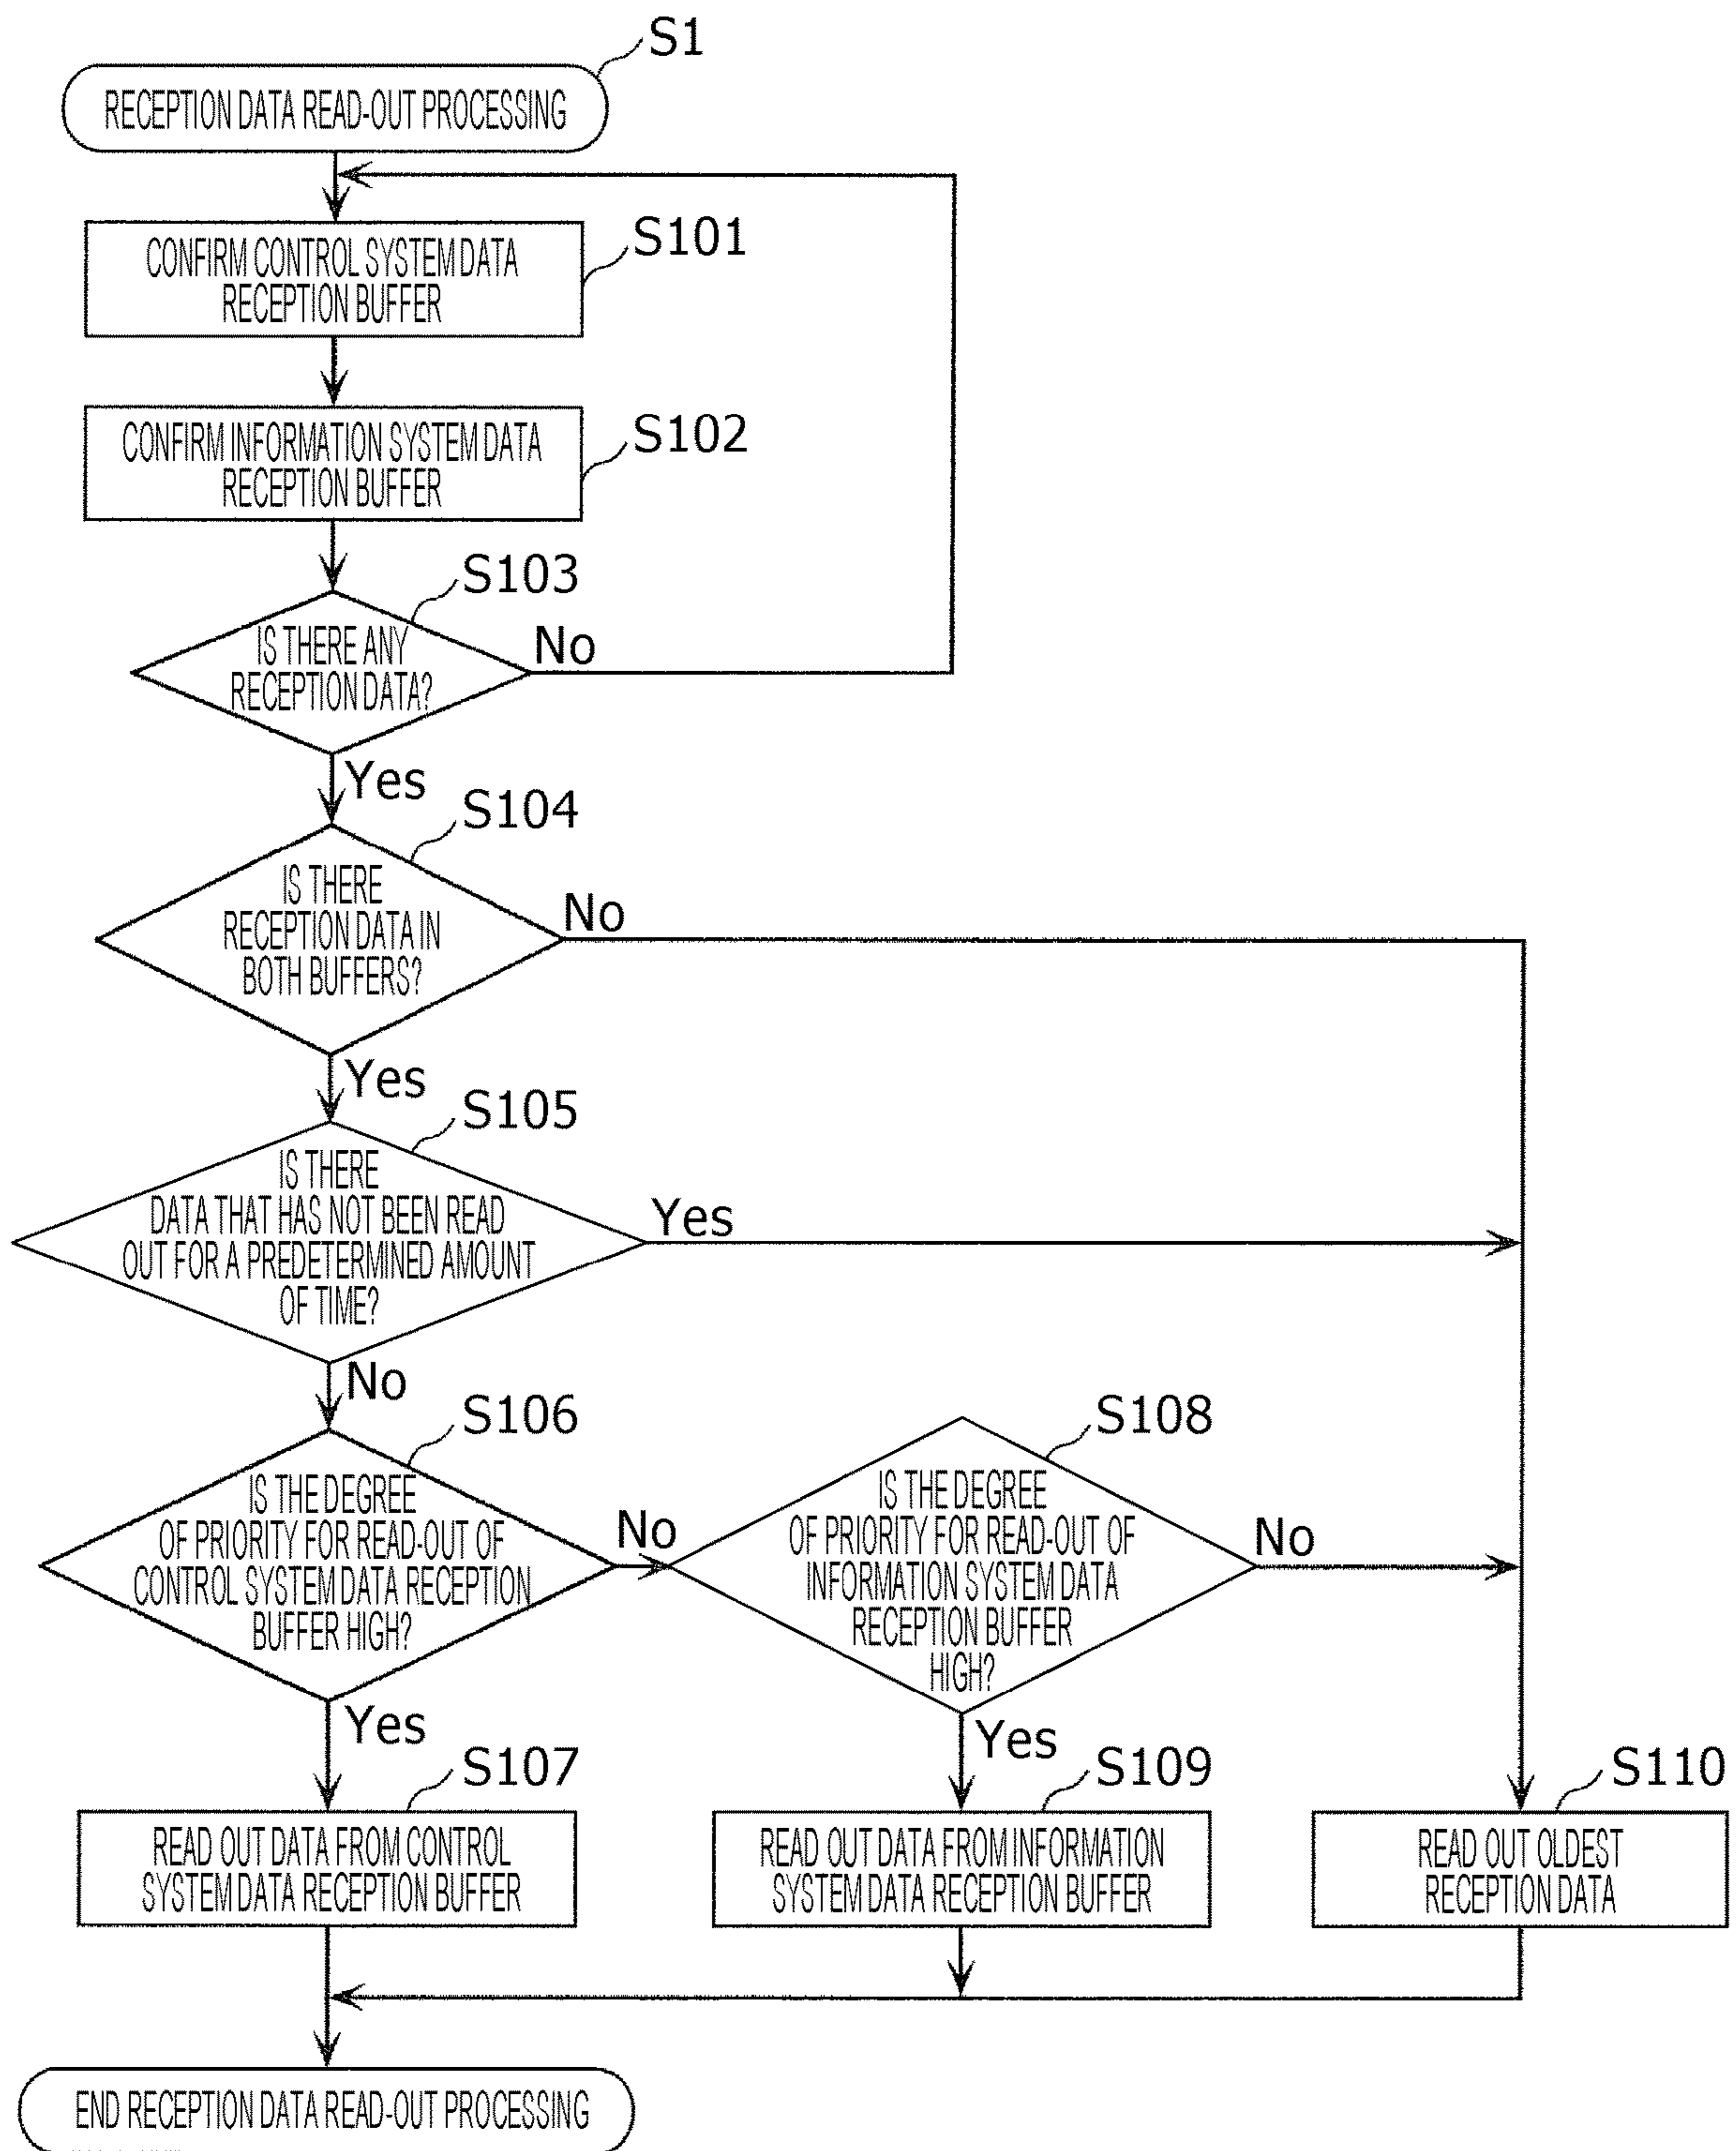 S1
RECEPTION DATA READ-OUT PROCESSING
S101
CONFIRM CONTROL SYSTEM DATA
RECEPTION BUFFER
S102
CONFIRM INFORMATION SYSTEM DATA
RECEPTION BUFFER
S103
IS THERE ANY
RECEPTION DATA?
No
Yes
S104
IS THERE
RECEPTION DATA IN
BOTH BUFFERS?
No
Yes
S105
IS THERE
DATA THAT HAS NOT BEEN READ
OUT FOR A PREDETERMINED AMOUNT
OF TIME?
Yes
No
S106
IS THE DEGREE
OF PRIORITY FOR READ-OUT OF
CONTROL SYSTEM DATA RECEPTION
BUFFER HIGH?
No
Yes
S108
IS THE DEGREE
OF PRIORITY FOR READ-OUT OF
INFORMATION SYSTEM DATA
RECEPTION BUFFER
HIGH?
No
Yes
S107
READ OUT DATA FROM CONTROL
SYSTEM DATA RECEPTION BUFFER
S109
READ OUT DATA FROM INFORMATION
SYSTEM DATA RECEPTION BUFFER
S110
READ OUT OLDEST
RECEPTION DATA
END RECEPTION DATA READ-OUT PROCESSING